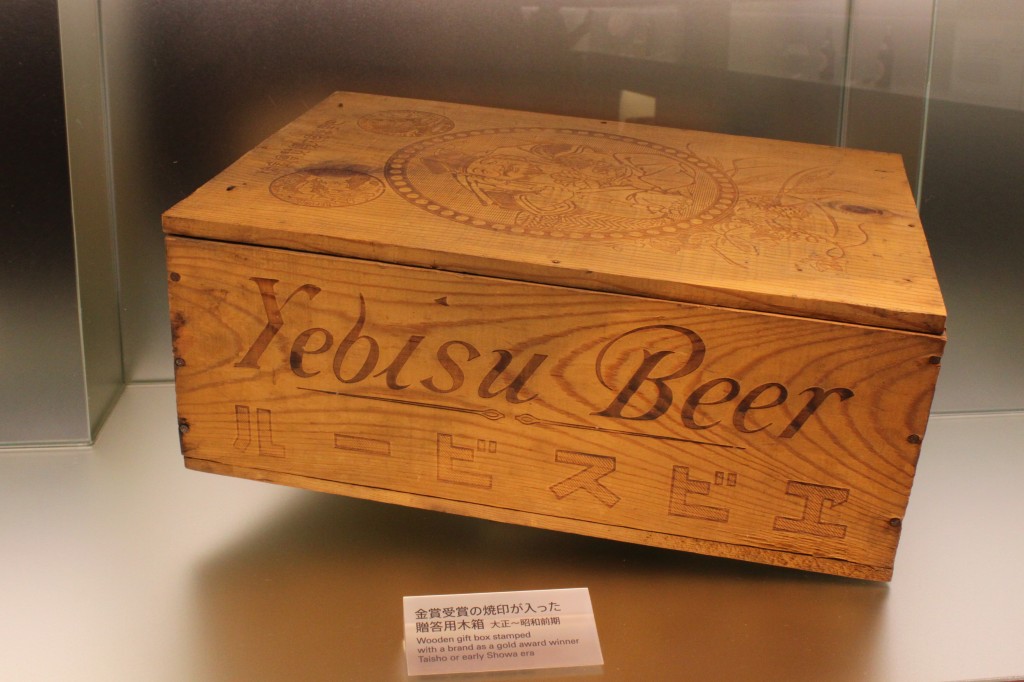 Yebisu Beer
エビスビール
金賞受賞の焼印が入った
贈答用木箱 大正〜昭和前期
Wooden gift box stamped
with a brand as a gold award winner
Taisho or early Showa era